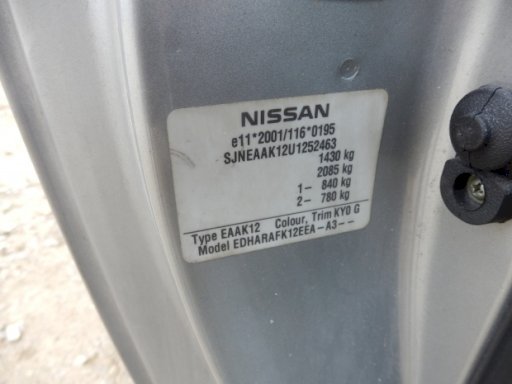 NISSAN
e11*2001/116*0195
SJNEAAK12U1252463
1430 kg
2085 kg
1- 840 kg
2- 780 kg
Type EAAK12 Colour, Trim KY0 G
Model EDHARAFK12EEA-A3--